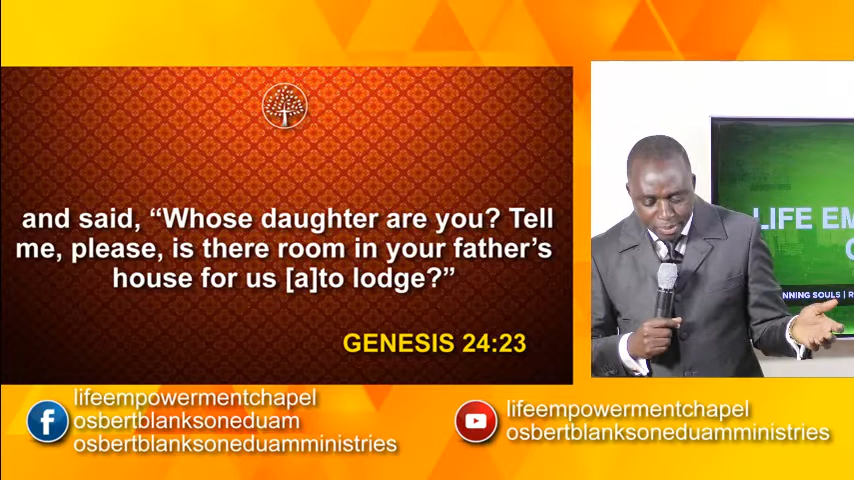 and said, “Whose daughter are you? Tell
me, please, is there room in your father’s
house for us [a]to lodge?”
GENESIS 24:23
LIFE EM
NNING SOULS | R
lifeempowermentchapel
osbertblanksoneduam
osbertblanksoneduamministries
lifeempowermentchapel
osbertblanksoneduamministries